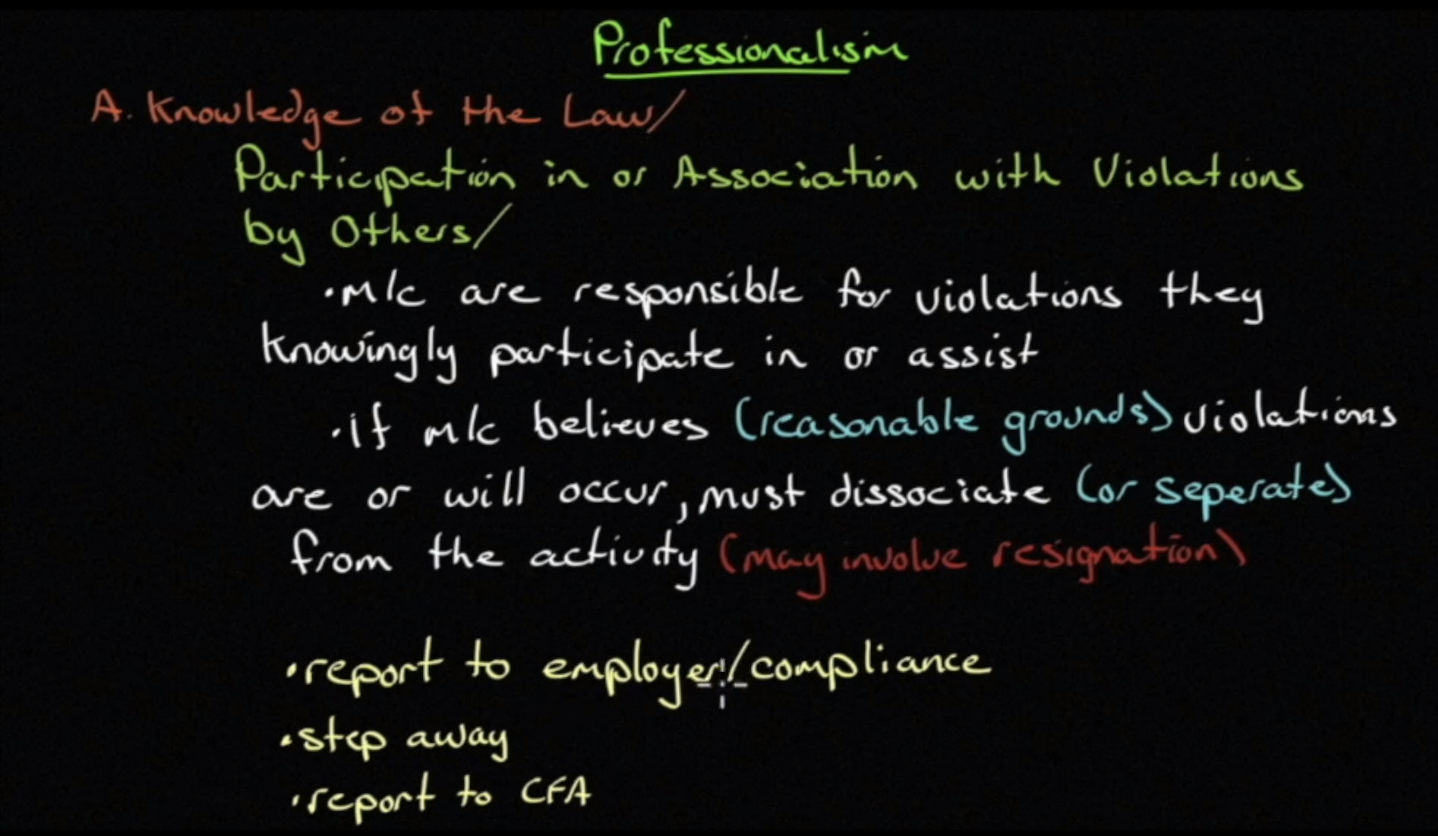 Professionalism
A. Knowledge of the Law/
Participation in or Association with Violations
by Others/
·M/c are responsible for violations they
knowingly participate in or assist
·if m/c believes (reasonable grounds) violations
are or will occur, must dissociate (or seperate)
from the activity (may involve resignation)
·report to employer/compliance
·step away
·report to CFA